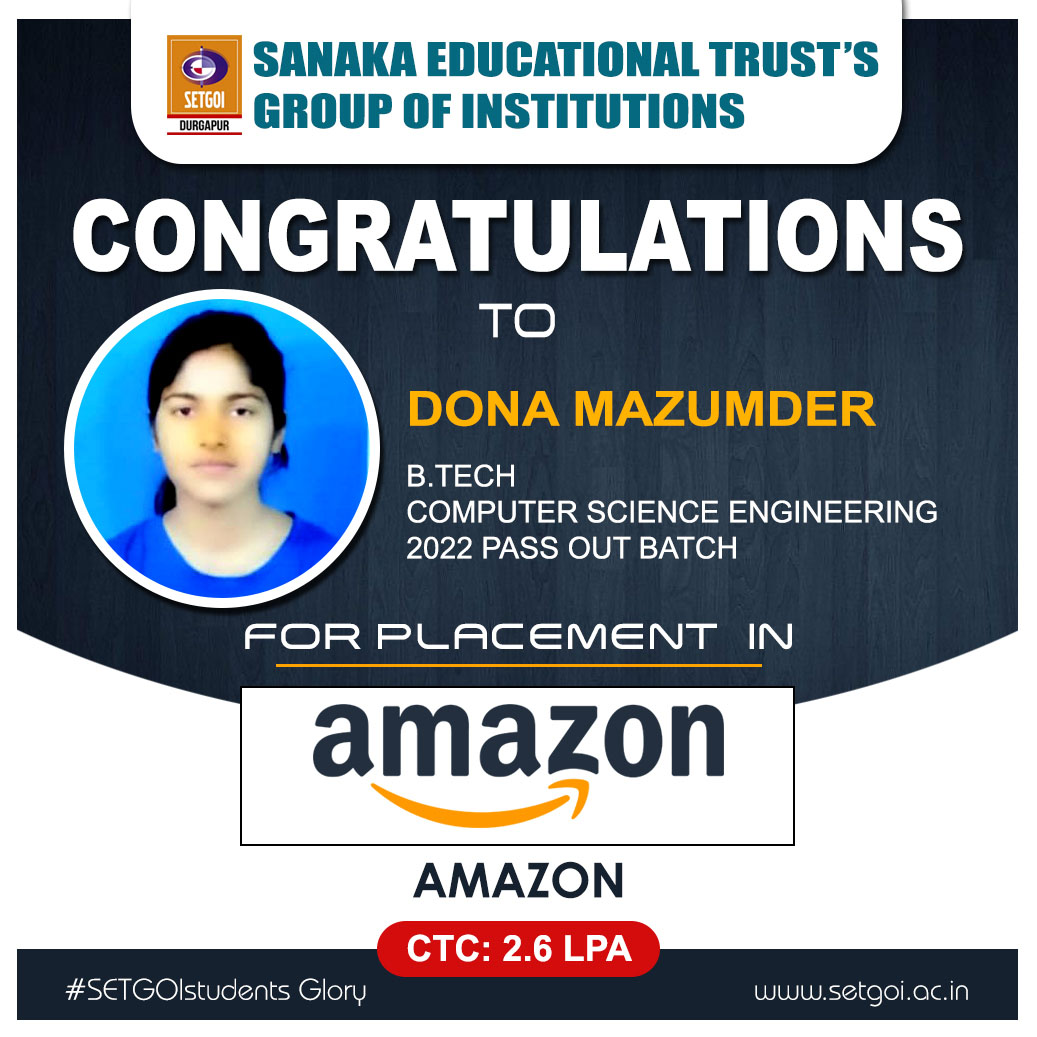 SETGOI
DURGAPUR
SANAKA EDUCATIONAL TRUST'S
GROUP OF INSTITUTIONS
CONGRATULATIONS
TO
DONA MAZUMDER
B.TECH
COMPUTER SCIENCE ENGINEERING
2022 PASS OUT BATCH
FOR PLACEMENT IN
amazon
AMAZON
CTC: 2.6 LPA
#SETGOIstudents Glory
www.setgoi.ac.in